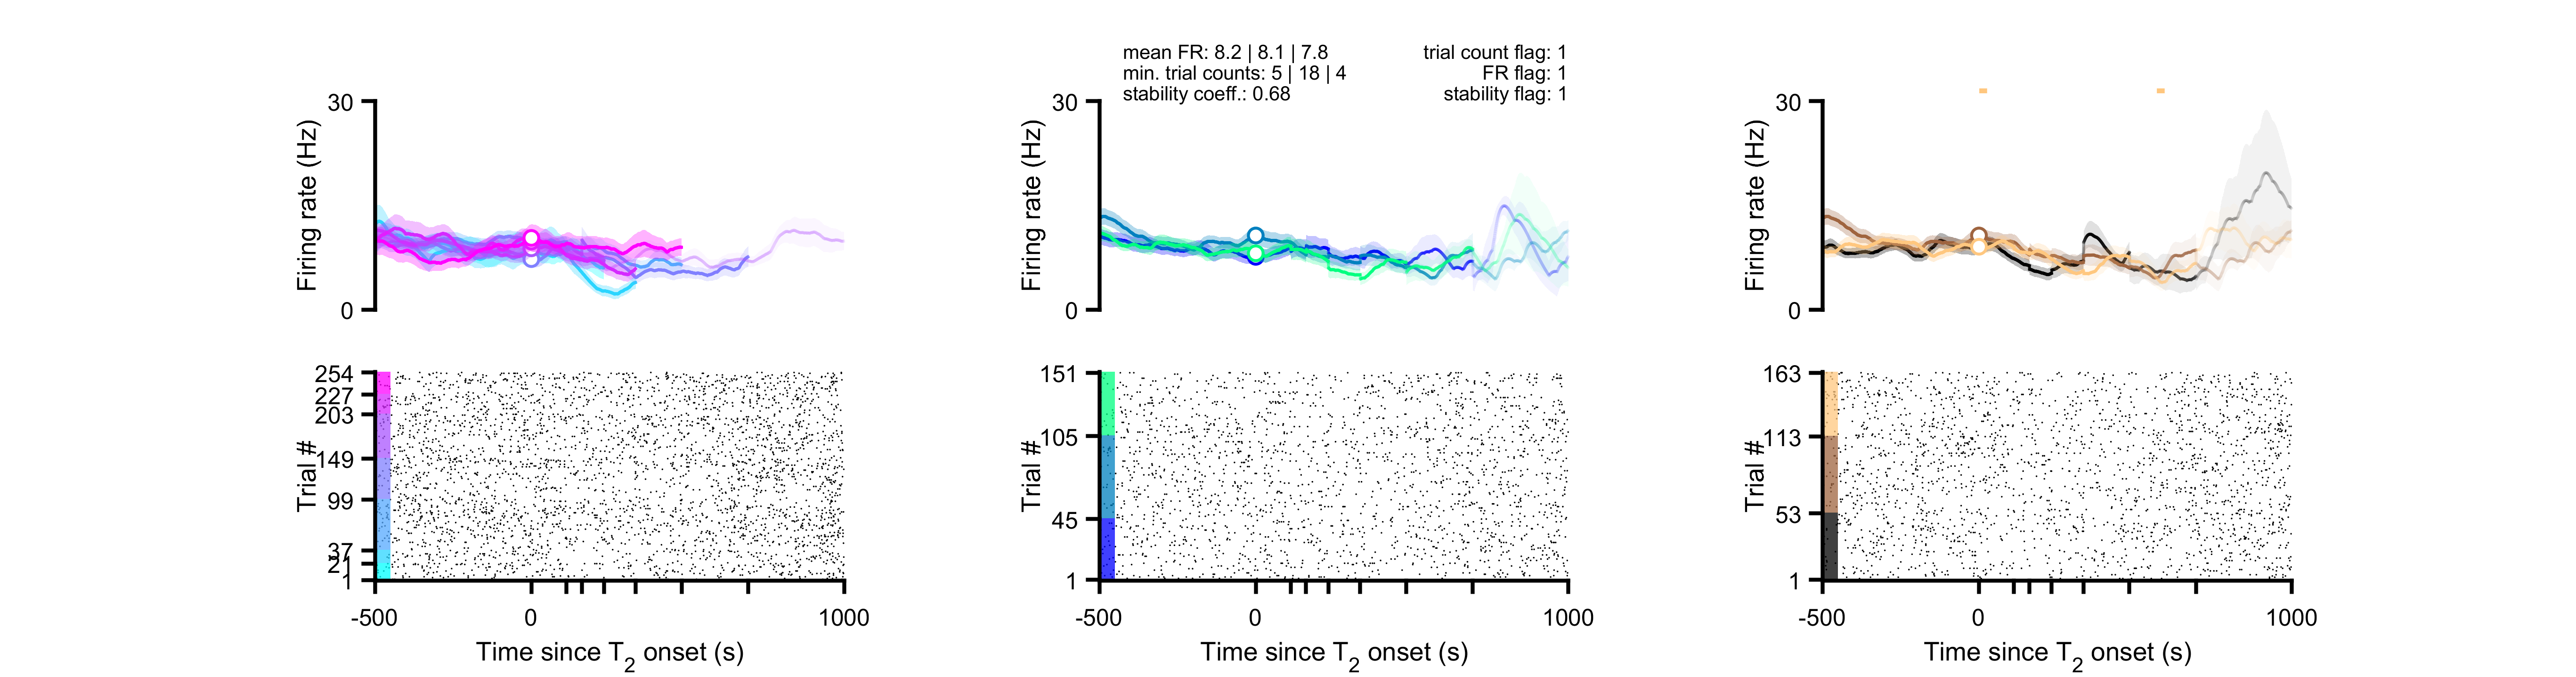 mean FR: 8.2 | 8.1 | 7.8
min. trial counts: 5 | 18 | 4
stability coeff.: 0.68
trial count flag: 1
FR flag: 1
stability flag: 1
30
Firing rate (Hz)
0
30
Firing rate (Hz)
0
30
Firing rate (Hz)
0
254
227
203
149
99
37
21
1
Trial #
-500
0
1000
Time since T2 onset (s)
151
105
45
1
Trial #
-500
0
1000
Time since T2 onset (s)
163
113
53
1
Trial #
-500
0
1000
Time since T2 onset (s)